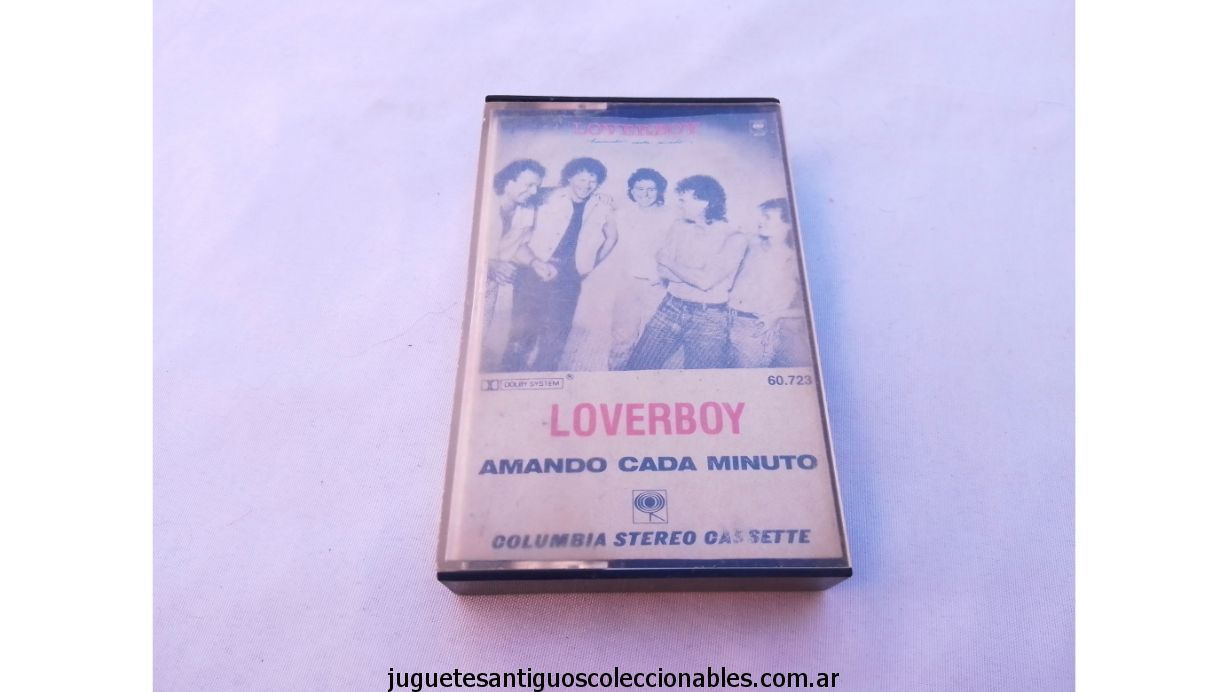 LOVERBOY
DOLBY SYSTEM
60.723
LOVERBOY
AMANDO CADA MINUTO
COLUMBIA STEREO CASSETTE
juguetesantiguoscoleccionables.com.ar